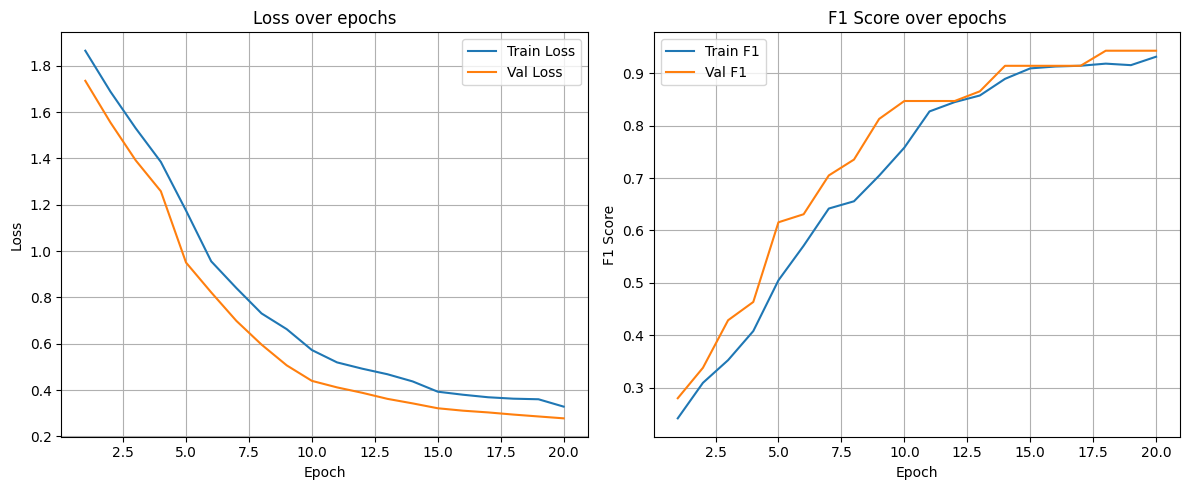 Loss over epochs
Train Loss
Val Loss
1.8
1.6
1.4
1.2
1.0
0.8
0.6
0.4
0.2
Loss
2.5 5.0 7.5 10.0 12.5 15.0 17.5 20.0
Epoch
F1 Score over epochs
Train F1
Val F1
0.9
0.8
0.7
0.6
0.5
0.4
0.3
F1 Score
2.5 5.0 7.5 10.0 12.5 15.0 17.5 20.0
Epoch